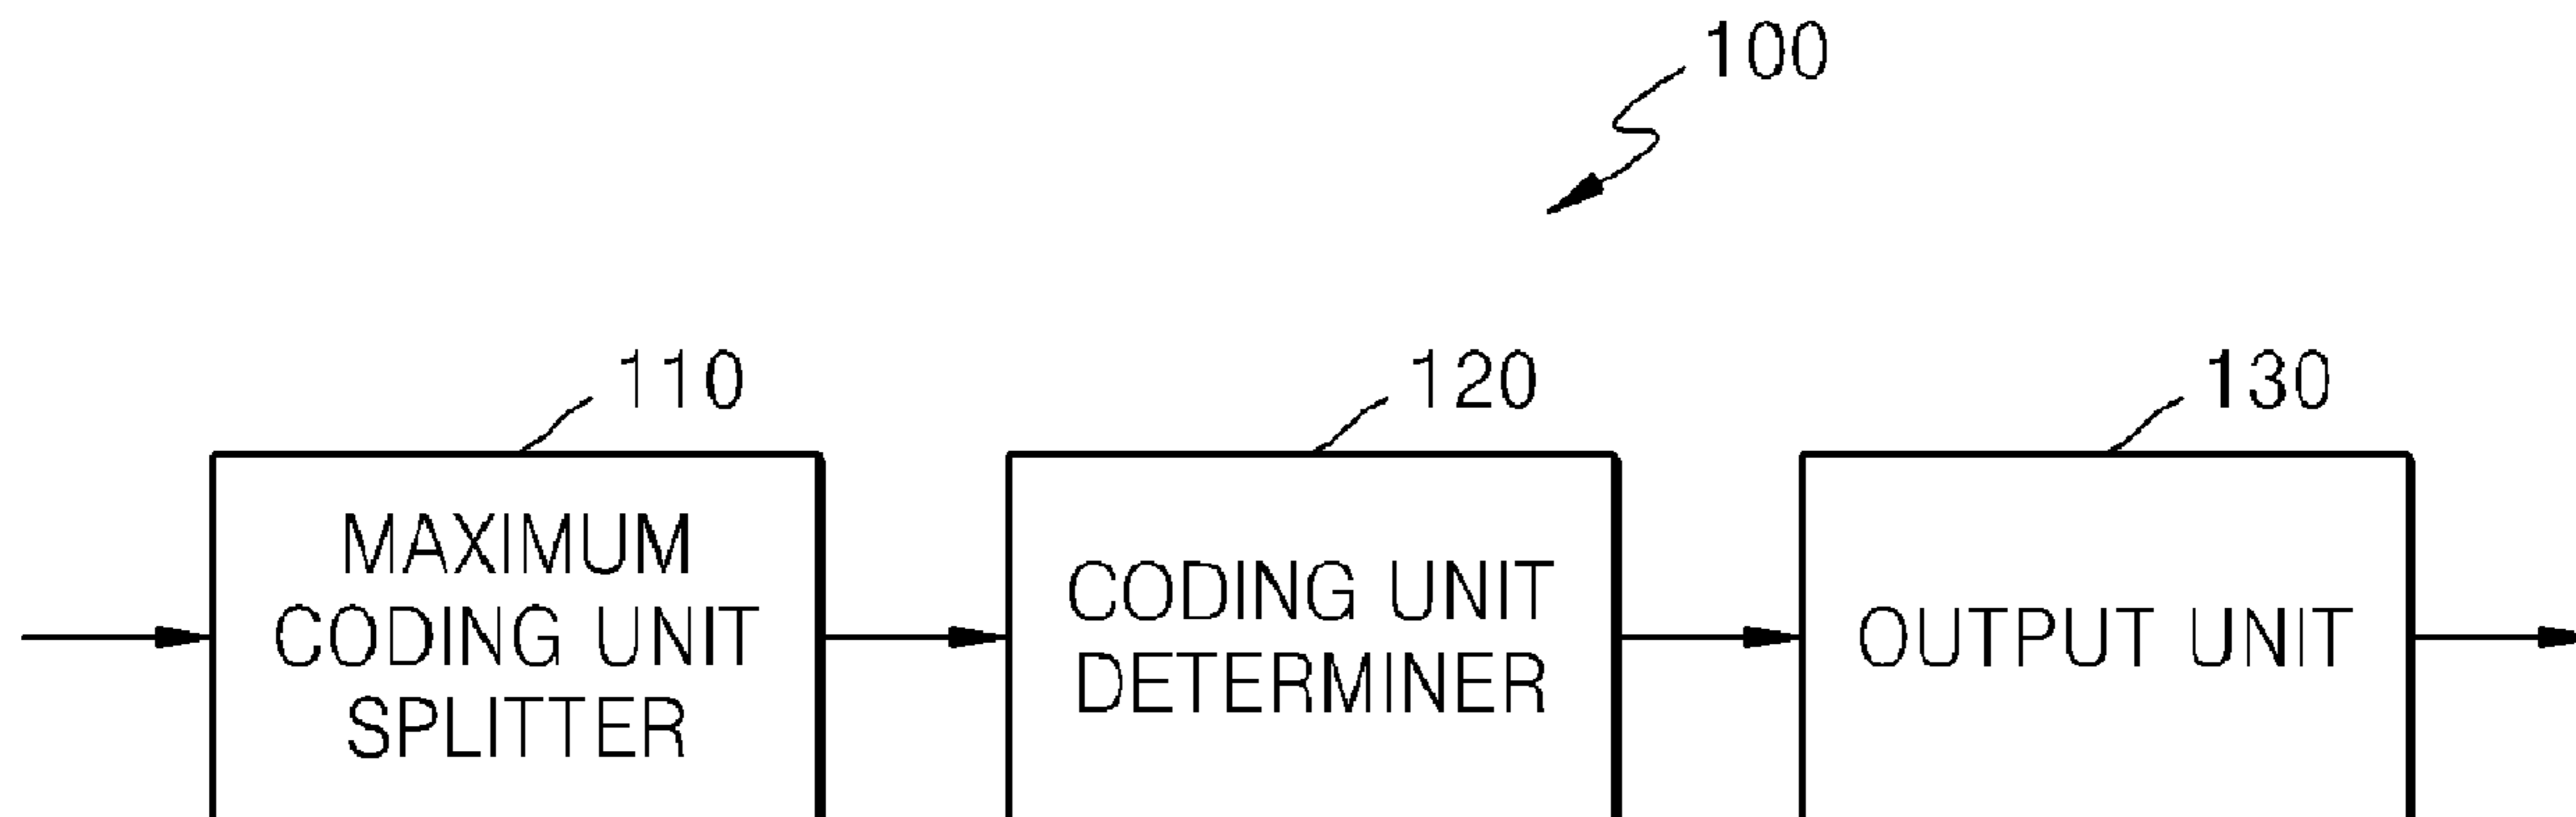 100
110
120
130
MAXIMUM
CODING UNIT
SPLITTER
CODING UNIT
DETERMINER
OUTPUT UNIT